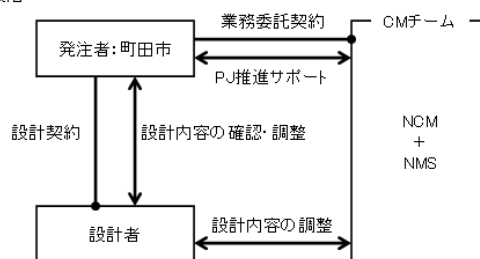 業務委託契約
CMチーム
発注者:町田市
PJ推進サポート
設計契約
設計内容の確認・調整
NCM
+
NMS
設計者
設計内容の調整